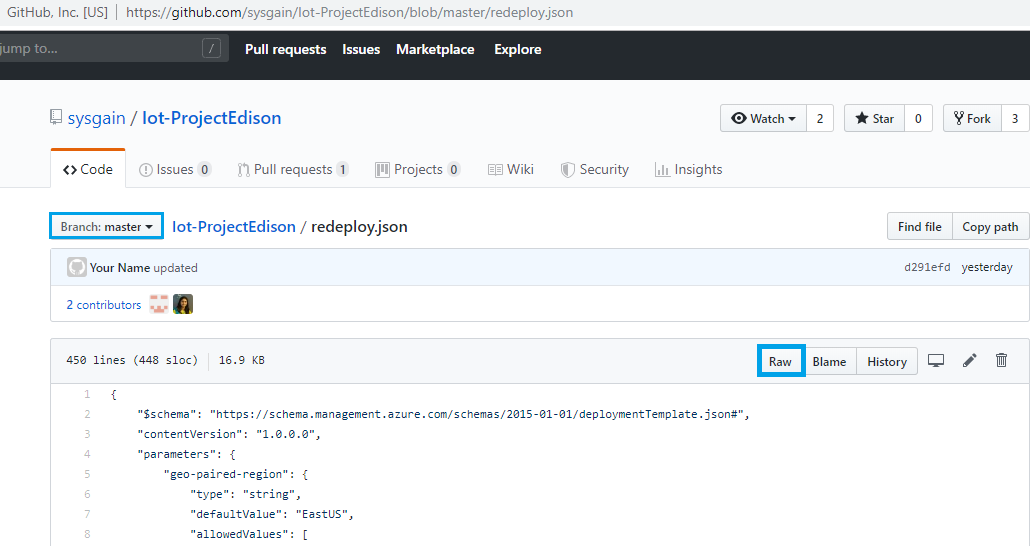 GitHub, Inc. [US] https://github.com/sysgain/Iot-ProjectEdison/blob/master/redeploy.json
jump to... / Pull requests Issues Marketplace Explore
sysgain / Iot-ProjectEdison Watch 2 Star 0 Fork 3
Code Issues 0 Pull requests 1 Projects 0 Wiki Security Insights
Branch: master Iot-ProjectEdison / redeploy.json Find file Copy path
Your Name updated d291efd yesterday
2 contributors
450 lines (448 sloc) 16.9 KB Raw Blame History
1 {
2 "$schema": "https://schema.management.azure.com/schemas/2015-01-01/deploymentTemplate.json#",
3 "contentVersion": "1.0.0.0",
4 "parameters": {
5 "geo-paired-region": {
6 "type": "string",
7 "defaultValue": "EastUS",
8 "allowedValues": [